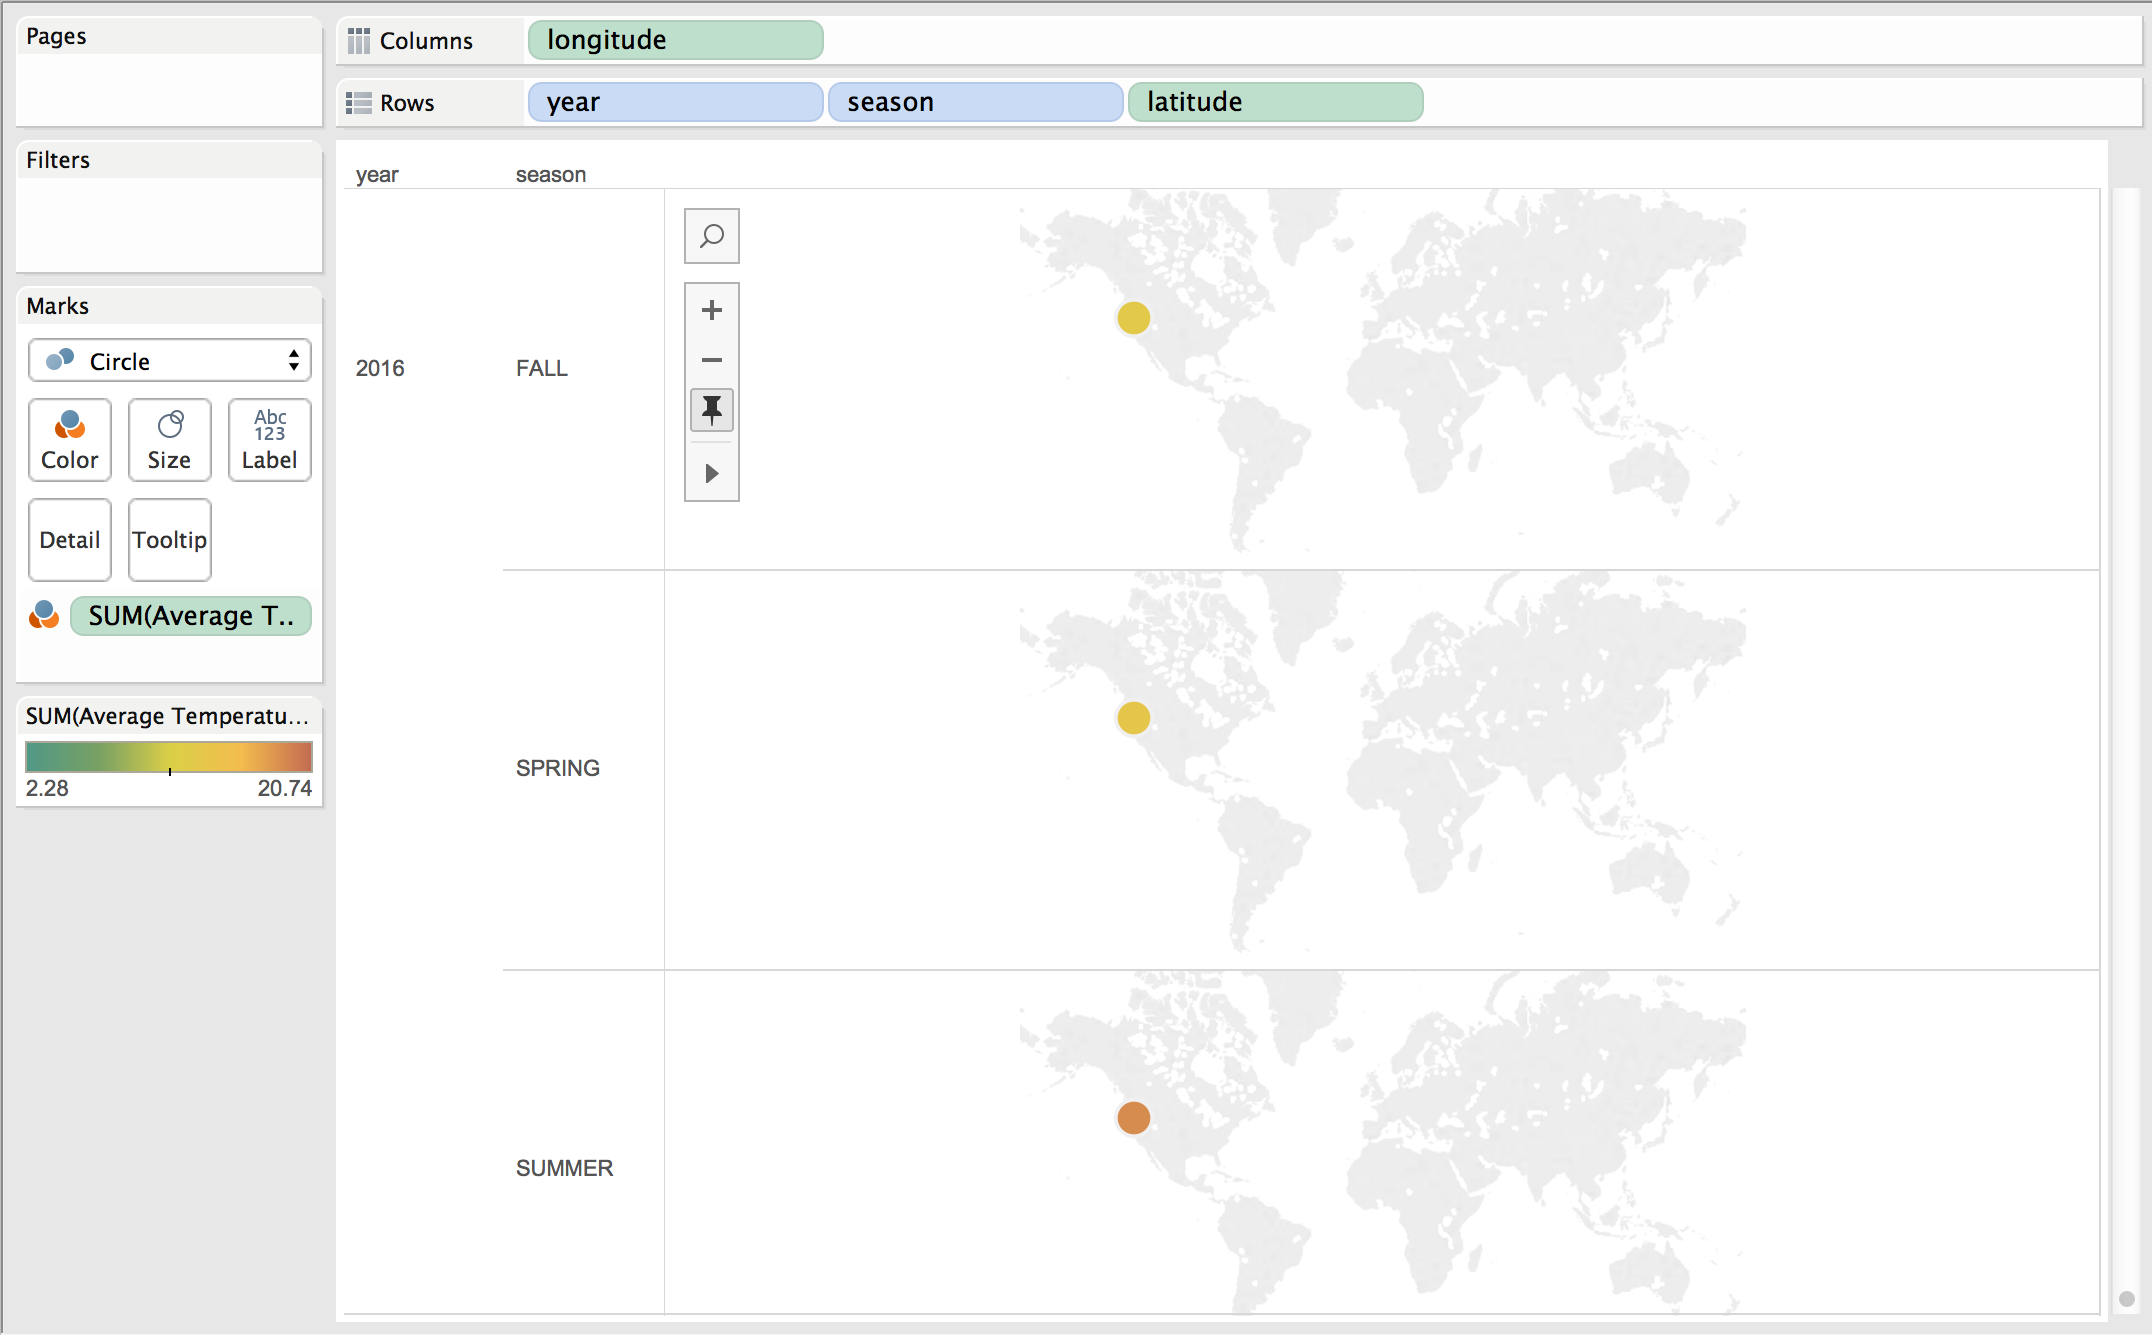 Pages
Columns
longitude
Rows
year
season
latitude
Filters
year
season
2016
FALL
Marks
Circle
Color
Size
Abc
123
Label
Detail
Tooltip
SUM(Average T..
SUM(Average Temperatu...
2.28
20.74
SPRING
SUMMER